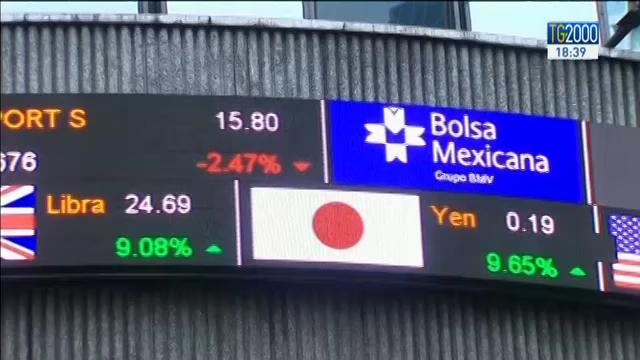 TG2000
18:39
PORT S 15.80
676 -2.47%
Bolsa
Mexicana
Grupo BMV
Libra 24.69
9.08%
Yen 0.19
9.65%